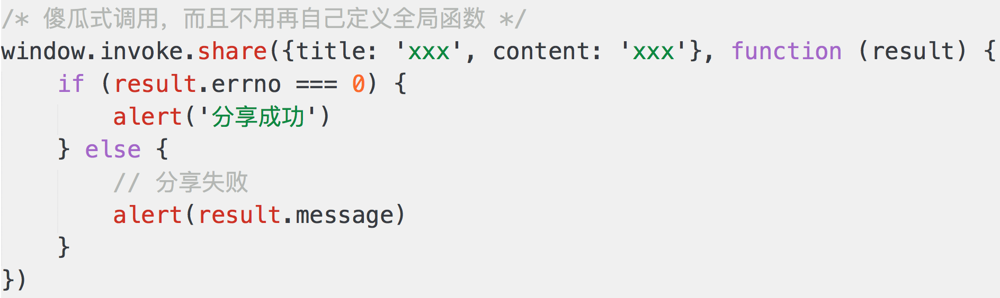 /* 傻瓜式调用，而且不用再自己定义全局函数 */
window.invoke.share({title: 'xxx', content: 'xxx'}, function (result) {
    if (result.errno === 0) {
        alert('分享成功')
    } else {
        // 分享失败
        alert(result.message)
    }
})